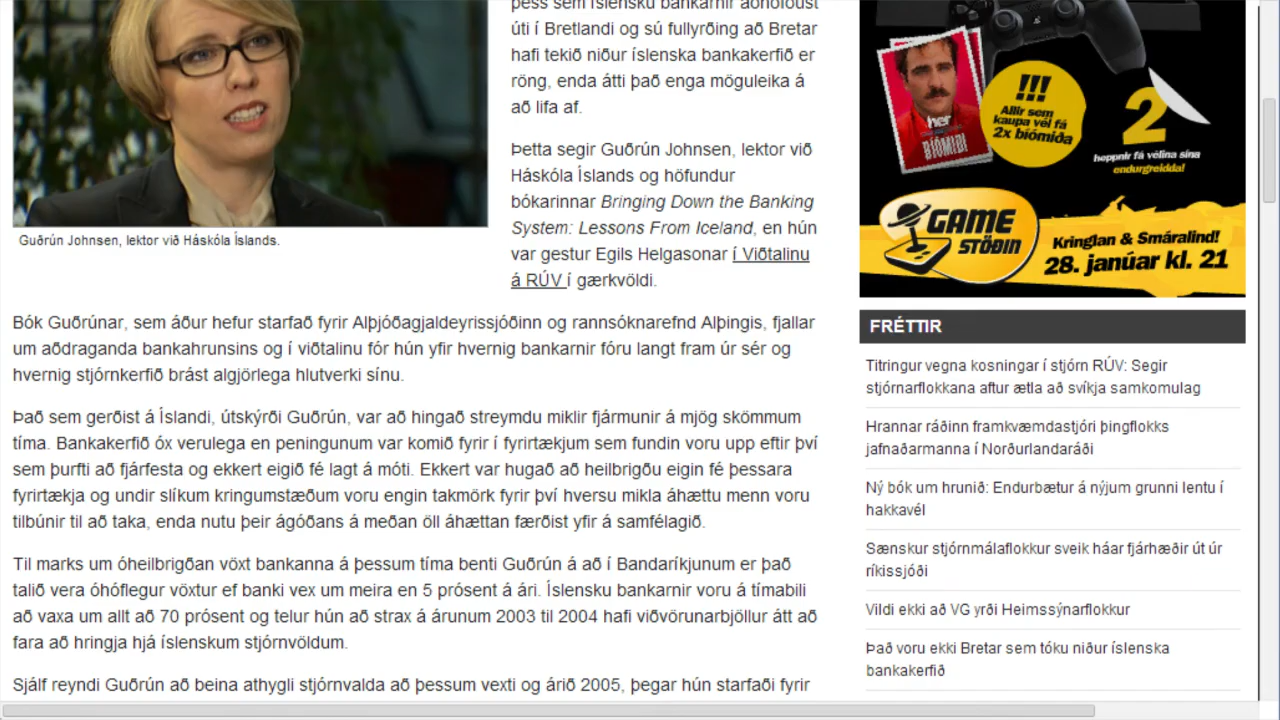 þess sem íslensku bankarnir aðhöfðust
úti í Bretlandi og sú fullyrðing að Bretar
hafi tekið niður íslenska bankakerfið er
röng, enda átti það enga möguleika á
að lifa af.
Þetta segir Guðrún Johnsen, lektor við
Háskóla Íslands og höfundur
bókarinnar Bringing Down the Banking
System: Lessons From Iceland, en hún
var gestur Egils Helgasonar í Viðtalinu
á RÚV í gærkvöldi.
Guðrún Johnsen, lektor við Háskóla Íslands.
Bók Guðrúnar, sem áður hefur starfað fyrir Alþjóðagjaldeyrissjóðinn og rannsóknarefnd Alþingis, fjallar
um aðdraganda bankahrunsins og í viðtalinu fór hún yfir hvernig bankarnir fóru langt fram úr sér og
hvernig stjórnkerfið brást algjörlega hlutverki sínu.
Það sem gerðist á Íslandi, útskýrði Guðrún, var að hingað streymdu miklir fjármunir á mjög skömmum
tíma. Bankakerfið óx verulega en peningunum var komið fyrir í fyrirtækjum sem fundin voru upp eftir því
sem þurfti að fjárfesta og ekkert eigið fé lagt á móti. Ekkert var hugað að heilbrigðu eigin fé þessara
fyrirtækja og undir slíkum kringumstæðum voru engin takmörk fyrir því hversu mikla áhættu menn voru
tilbúnir til að taka, enda nutu þeir ágóðans á meðan öll áhættan færðist yfir á samfélagið.
Til marks um óheilbrigðan vöxt bankanna á þessum tíma benti Guðrún á að í Bandaríkjunum er það
talið vera óhóflegur vöxtur ef banki vex um meira en 5 prósent á ári. Íslensku bankarnir voru á tímabili
að vaxa um allt að 70 prósent og telur hún að strax á árunum 2003 til 2004 hafi viðvörunarbjöllur átt að
fara að hringja hjá íslenskum stjórnvöldum.
Sjálf reyndi Guðrún að beina athygli stjórnvalda að þessum vexti og árið 2005, þegar hún starfaði fyrir
her
BÍÓMIÐI
!!!
Allir sem
kaupa vél fá
2x bíómiða
2
heppnir fá vélina sína
endurgreidda!
GAME
STÖÐIN
Kringlan & Smáralind!
28. janúar kl. 21
FRÉTTIR
Titringur vegna kosningar í stjórn RÚV: Segir
stjórnarflokkana aftur ætla að svíkja samkomulag
Hrannar ráðinn framkvæmdastjóri þingflokks
jafnaðarmanna í Norðurlandaráði
Ný bók um hrunið: Endurbætur á nýjum grunni lentu í
hakkavél
Sænskur stjórnmálaflokkur sveik háar fjárhæðir út úr
ríkissjóði
Vildi ekki að VG yrði Heimssýnarflokkur
Það voru ekki Bretar sem tóku niður íslenska
bankakerfið